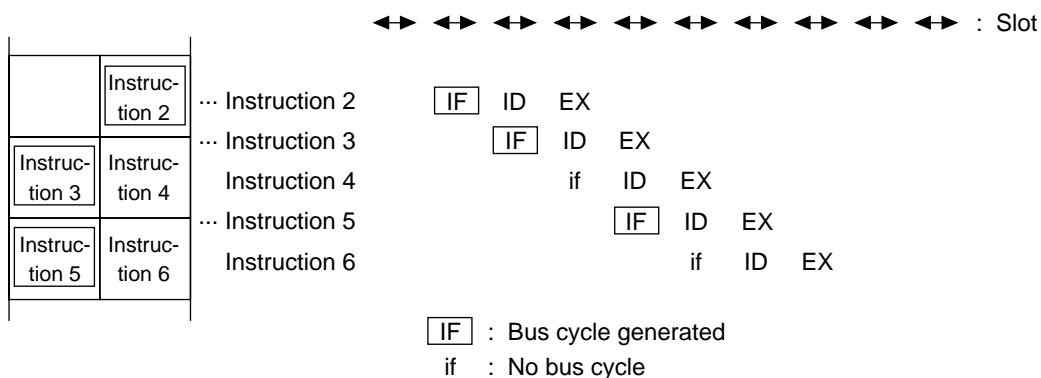 : Slot
Instruc-
tion 2
··· Instruction 2 IF ID EX
··· Instruction 3 IF ID EX
Instruc-
tion 3
Instruc-
tion 4
Instruction 4 if ID EX
··· Instruction 5 IF ID EX
Instruc-
tion 5
Instruc-
tion 6
Instruction 6 if ID EX
IF : Bus cycle generated
if : No bus cycle